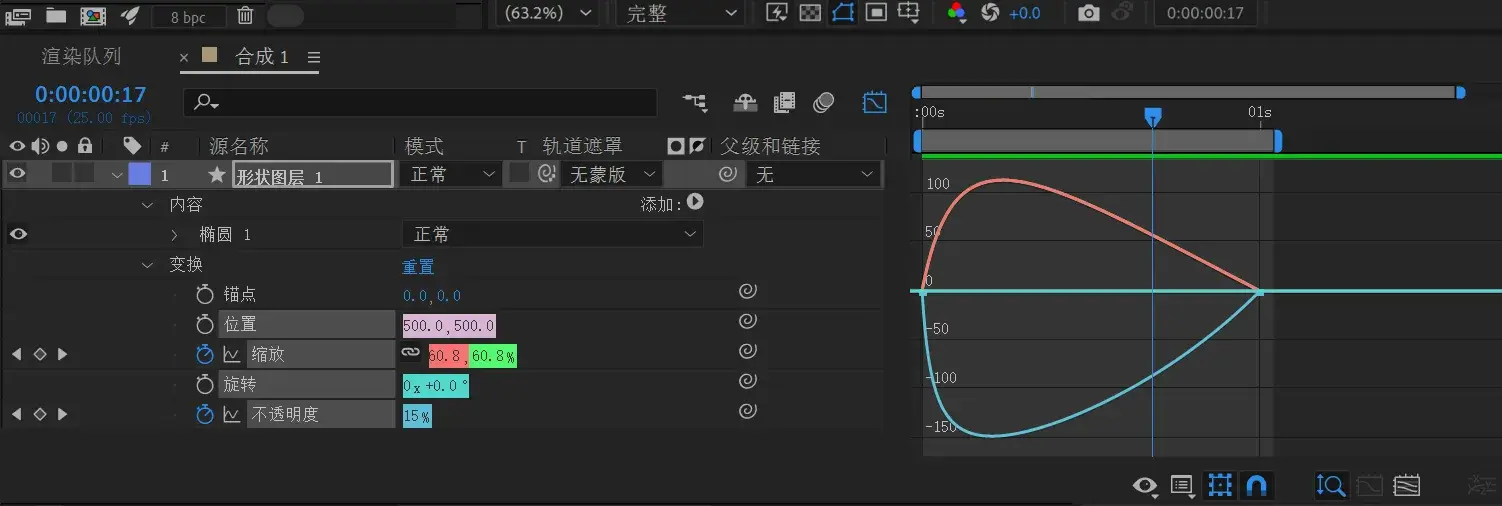 8 bpc (63.2%) 完整 +0.0 0:00:00:17
渲染队列 × 合成 1
0:00:00:17
00017 (25.00 fps)
:00s 01s
# 源名称 模式 T 轨道遮罩 父级和链接
1 形状图层 1 正常 无蒙版 无
内容 添加:
椭圆 1 正常
变换 重置
锚点 0.0,0.0
位置 500.0,500.0
缩放 60.8,60.8%
旋转 0x+0.0°
不透明度 15%
100
50
0
-50
-100
-150